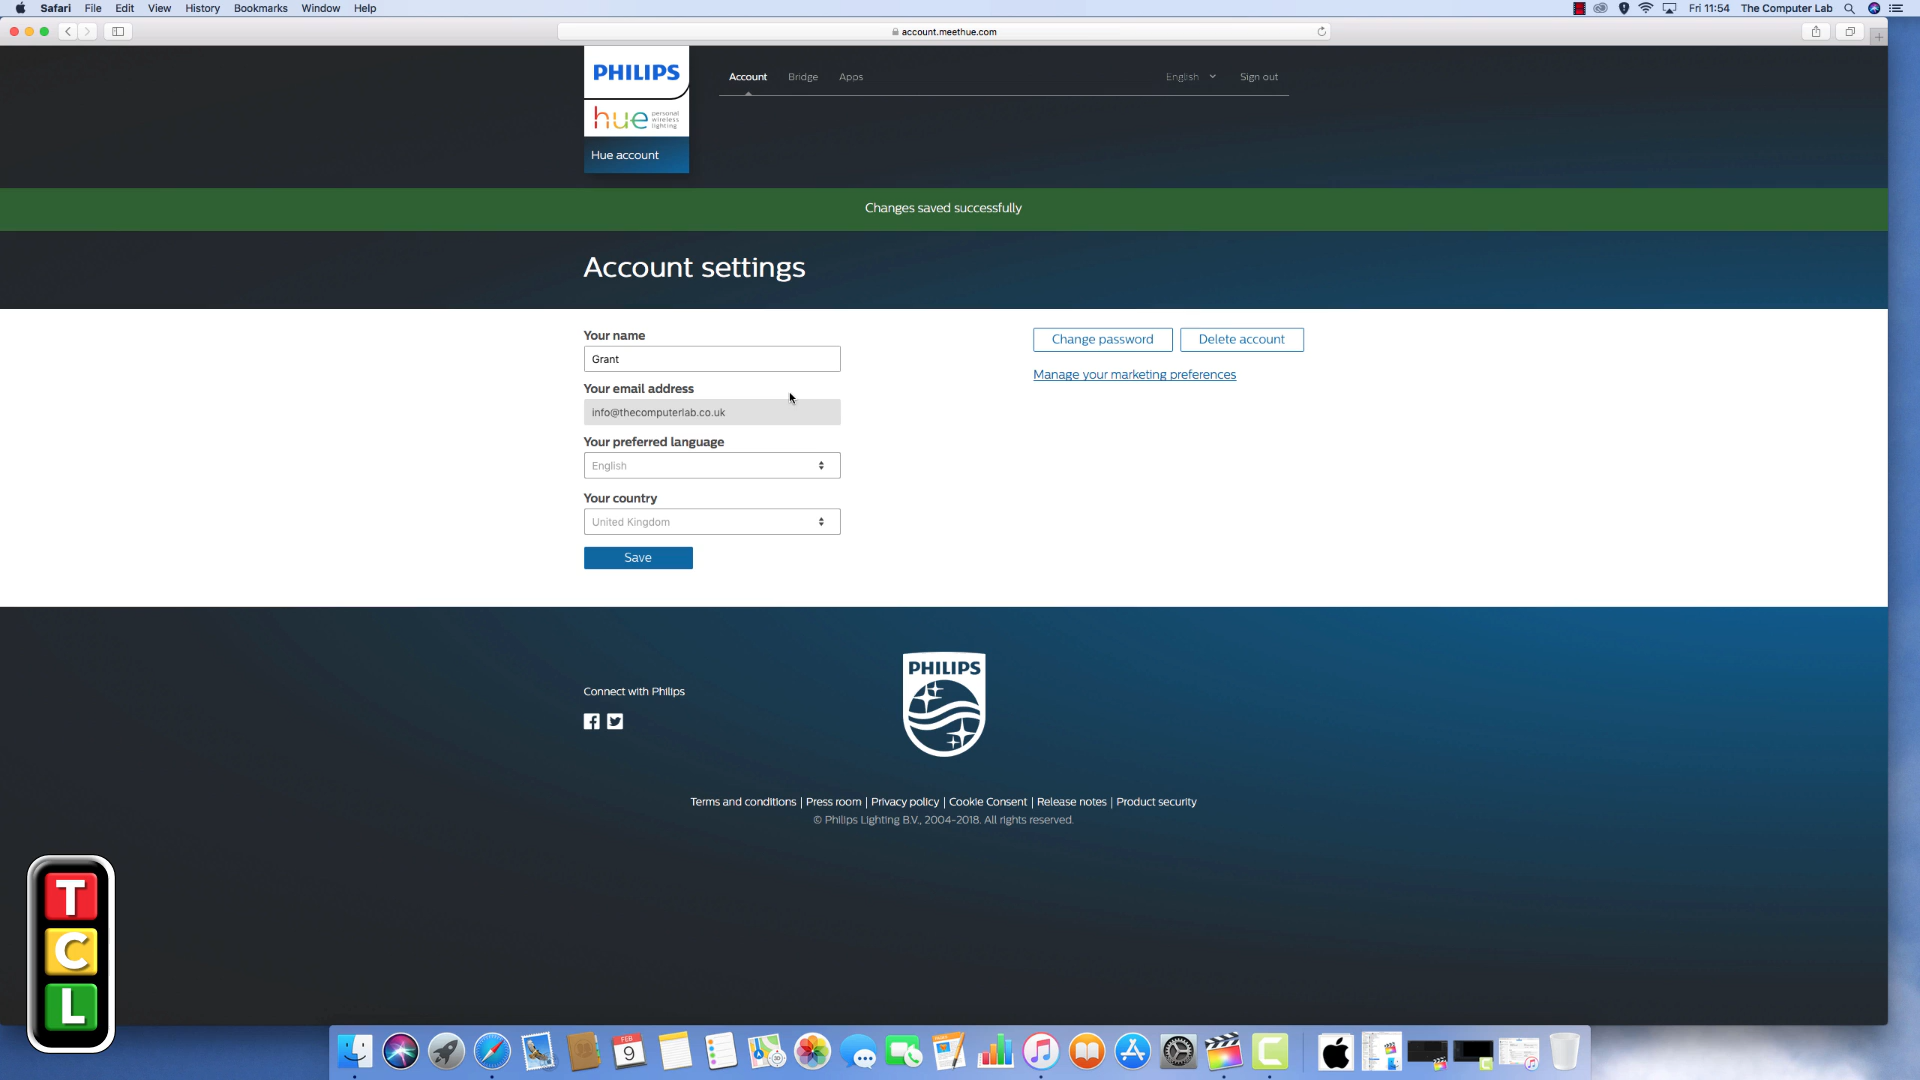 Safari File Edit View History Bookmarks Window Help
Fri 11:54 The Computer Lab
account.meethue.com
PHILIPS
hue personal wireless lighting
Hue account
Account Bridge Apps
English Sign out
Changes saved successfully
Account settings
Your name
Grant
Your email address
info@thecomputerlab.co.uk
Your preferred language
English
Your country
United Kingdom
Save
Change password Delete account
Manage your marketing preferences
Connect with Philips
PHILIPS
Terms and conditions | Press room | Privacy policy | Cookie Consent | Release notes | Product security
© Philips Lighting B.V., 2004-2018. All rights reserved.
T
C
L
FEB
9